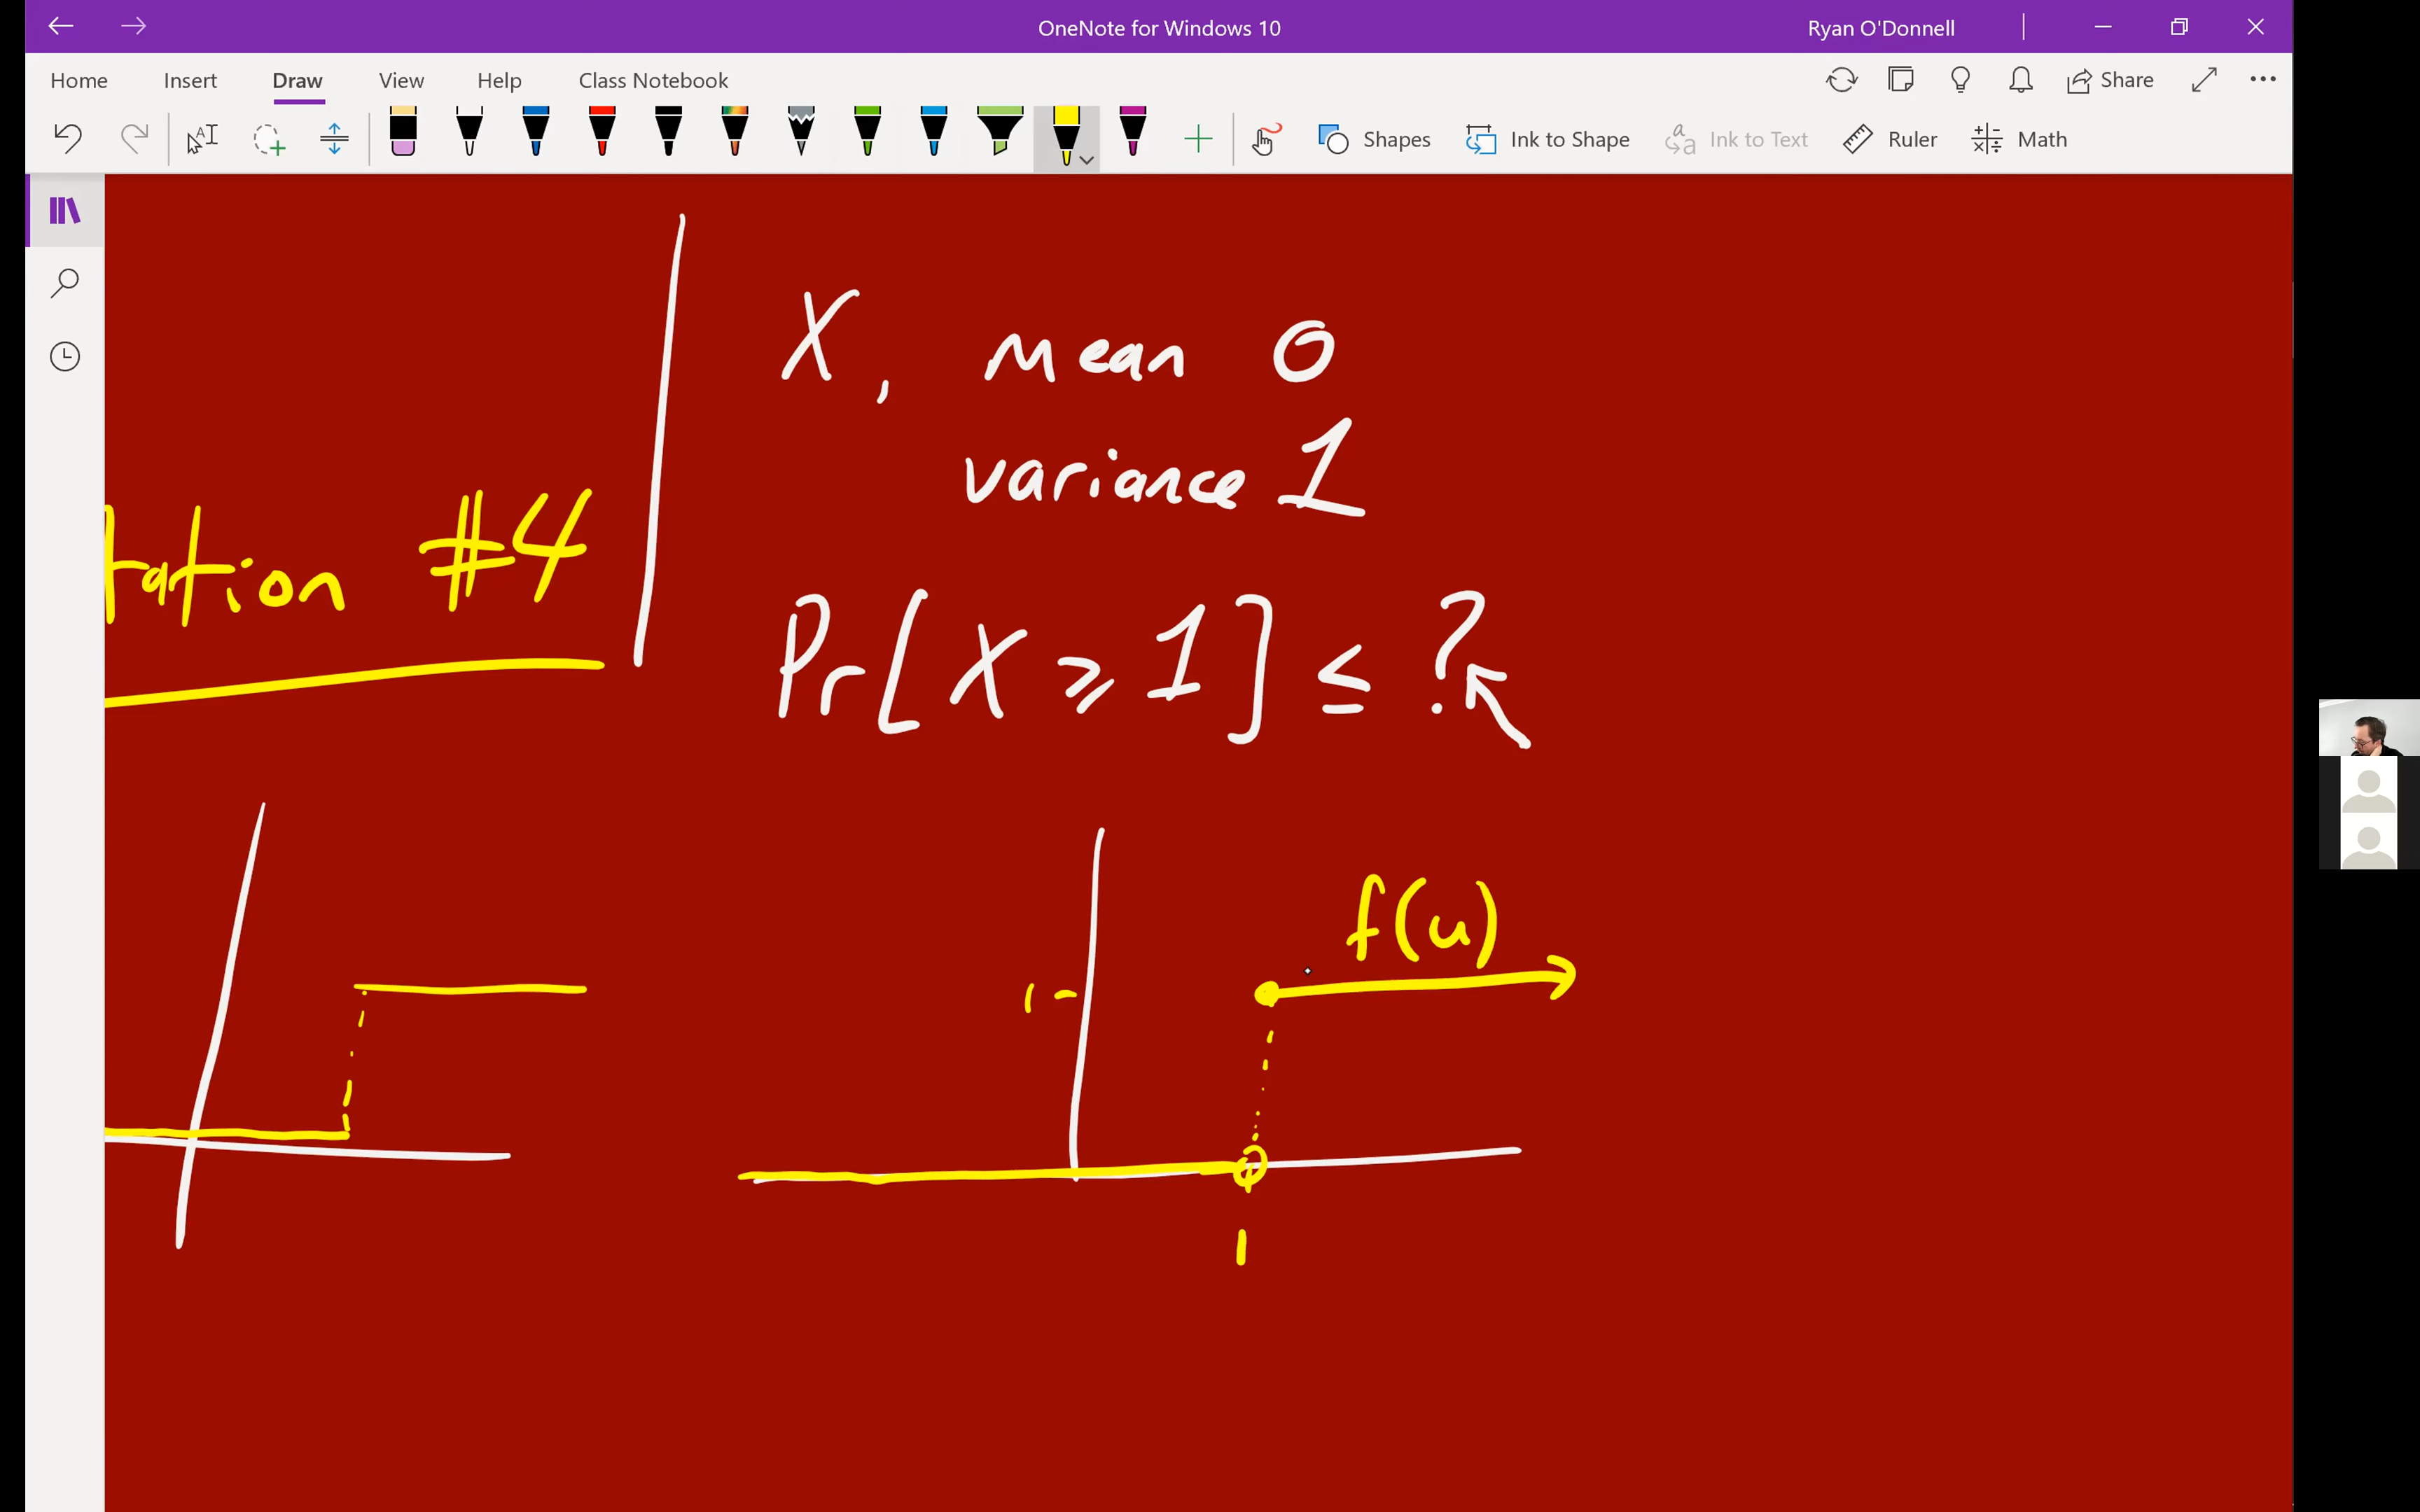 OneNote for Windows 10
Ryan O'Donnell
Home Insert Draw View Help Class Notebook
Share
Shapes Ink to Shape Ink to Text Ruler Math
X, mean 0
variance 1
tation #4
Pr[X ≥ 1] ≤ ?
f(u)
1
1